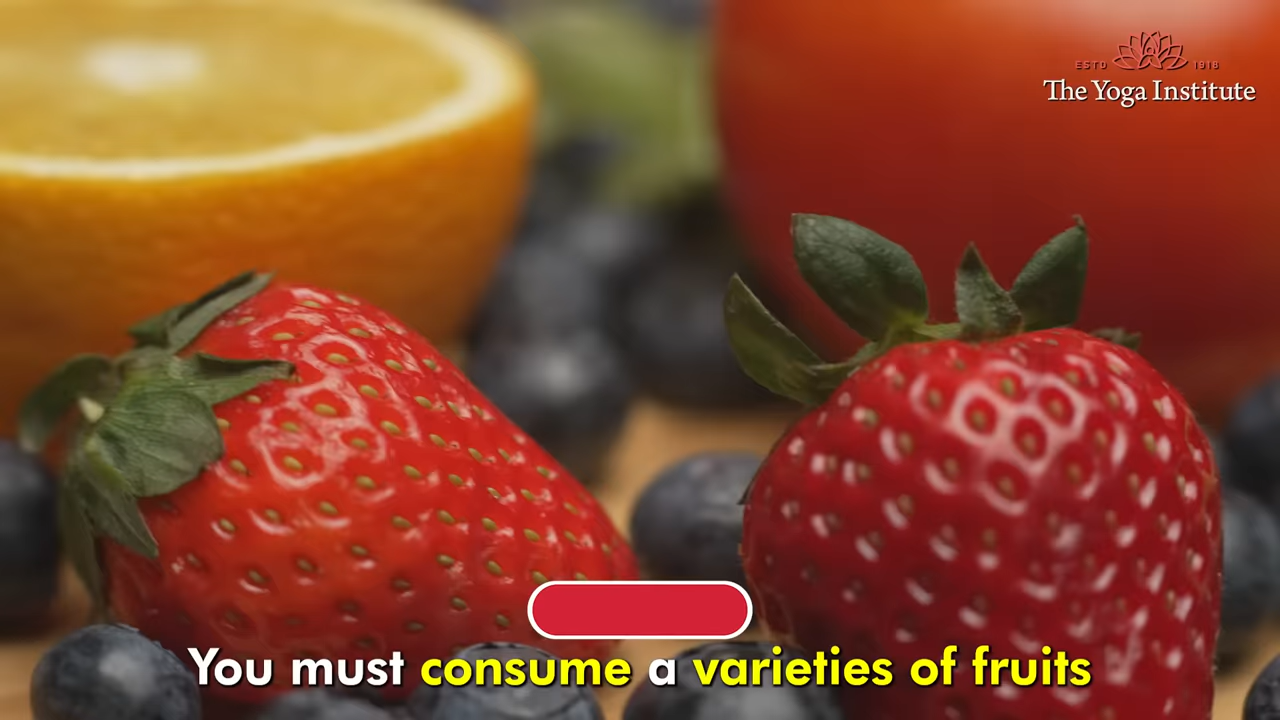 ESTD 1918
The Yoga Institute
You must consume a varieties of fruits